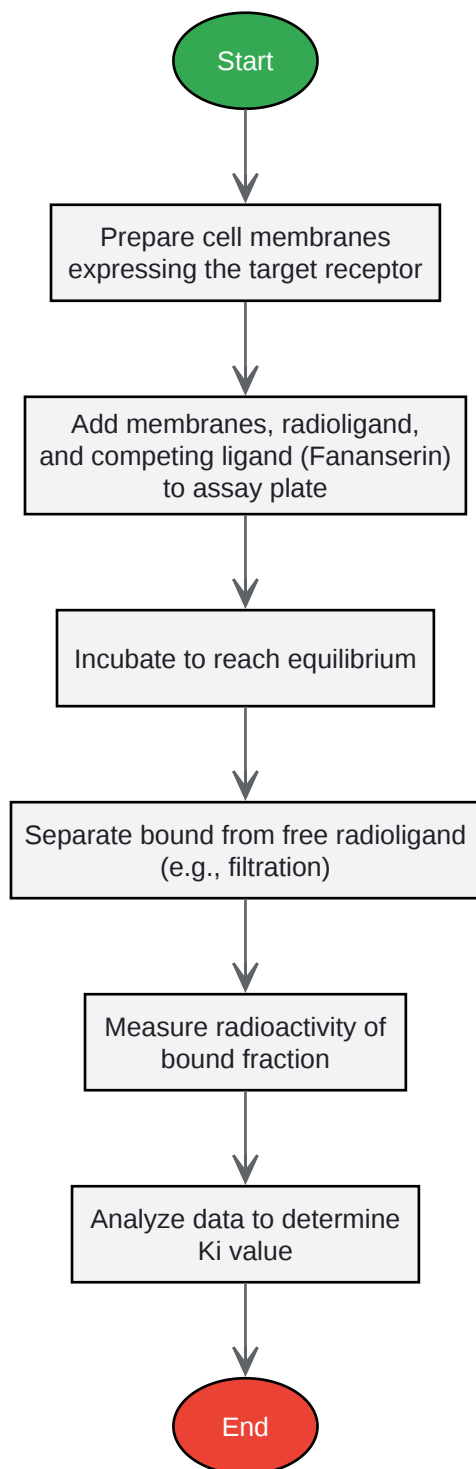 Start
Prepare cell membranes
expressing the target receptor
Add membranes, radioligand,
and competing ligand (Fananserin)
to assay plate
Incubate to reach equilibrium
Separate bound from free radioligand
(e.g., filtration)
Measure radioactivity of
bound fraction
Analyze data to determine
Ki value
End